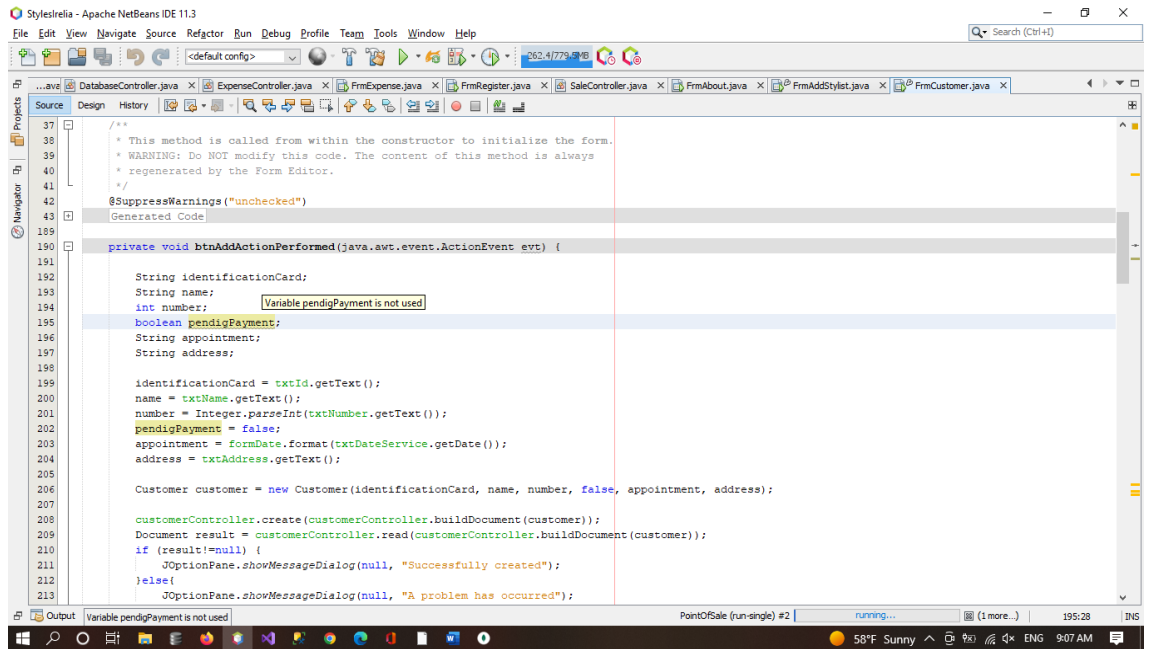 StylesIrelia - Apache NetBeans IDE 11.3
File Edit View Navigate Source Refactor Run Debug Profile Team Tools Window Help
Search (Ctrl+I)
<default config>
262.4/779.5MB
...ava DatabaseController.java ExpenseController.java FrmExpense.java FrmRegister.java SaleController.java FrmAbout.java FrmAddStylist.java FrmCustomer.java
Source Design History
Projects
Navigator
37 /**
38 * This method is called from within the constructor to initialize the form.
39 * WARNING: Do NOT modify this code. The content of this method is always
40 * regenerated by the Form Editor.
41 */
42 @SuppressWarnings("unchecked")
43 Generated Code
189
190 private void btnAddActionPerformed(java.awt.event.ActionEvent evt) {
191
192 String identificationCard;
193 String name;
Variable pendigPayment is not used
194 int number;
195 boolean pendigPayment;
196 String appointment;
197 String address;
198
199 identificationCard = txtId.getText();
200 name = txtName.getText();
201 number = Integer.parseInt(txtNumber.getText());
202 pendigPayment = false;
203 appointment = formDate.format(txtDateService.getDate());
204 address = txtAddress.getText();
205
206 Customer customer = new Customer(identificationCard, name, number, false, appointment, address);
207
208 customerController.create(customerController.buildDocument(customer));
209 Document result = customerController.read(customerController.buildDocument(customer));
210 if (result!=null) {
211 JOptionPane.showMessageDialog(null, "Successfully created");
212 }else{
213 JOptionPane.showMessageDialog(null, "A problem has occurred");
Output Variable pendigPayment is not used PointOfSale (run-single) #2 running... (1 more...) 195:28 INS
58°F Sunny ENG 9:07 AM